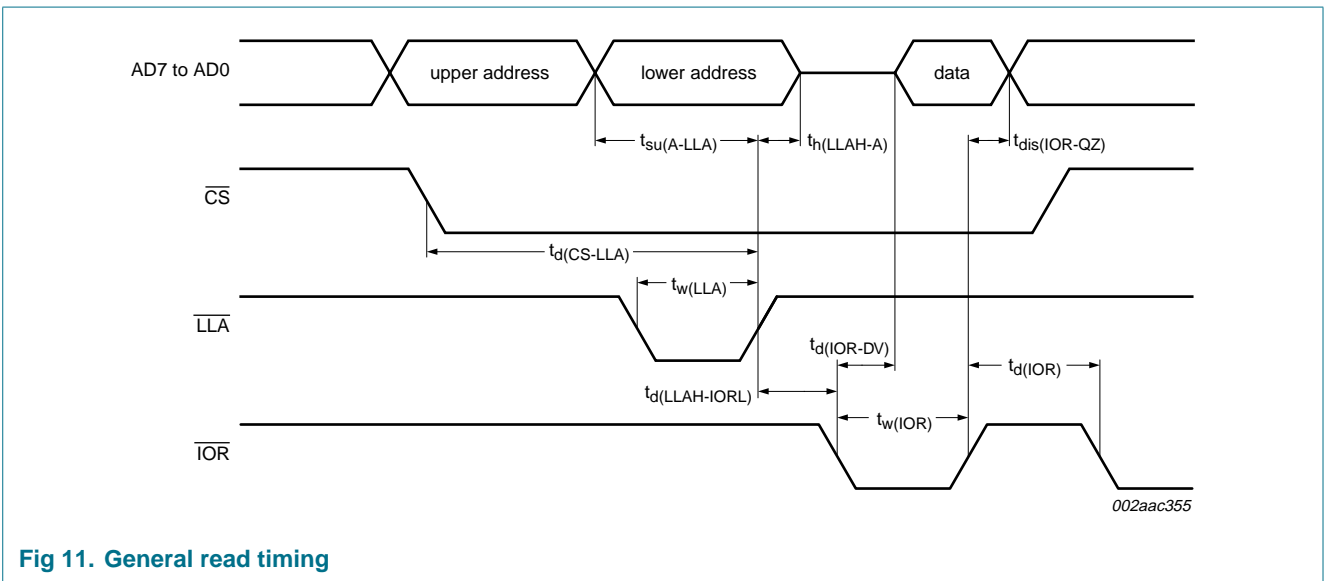 AD7 to AD0
upper address
lower address
data
tsu(A-LLA)
th(LLAH-A)
tdis(IOR-QZ)
CS
td(CS-LLA)
tw(LLA)
LLA
td(IOR-DV)
td(IOR)
td(LLAH-IORL)
tw(IOR)
IOR
002aac355
Fig 11. General read timing